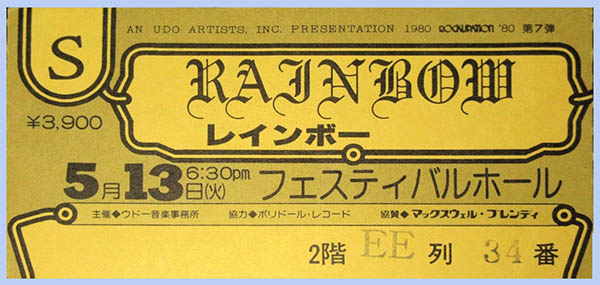 AN UDO ARTISTS, INC. PRESENTATION 1980 ROCKUPATION '80 第7弾
S
RAINBOW
¥3,900
レインボー
5月13日(火) 6:30pm フェスティバルホール
主催◆ウドー音楽事務所 協力◆ポリドール・レコード 協賛◆マックスウェル・プレンティ
2階 EE 列 34 番